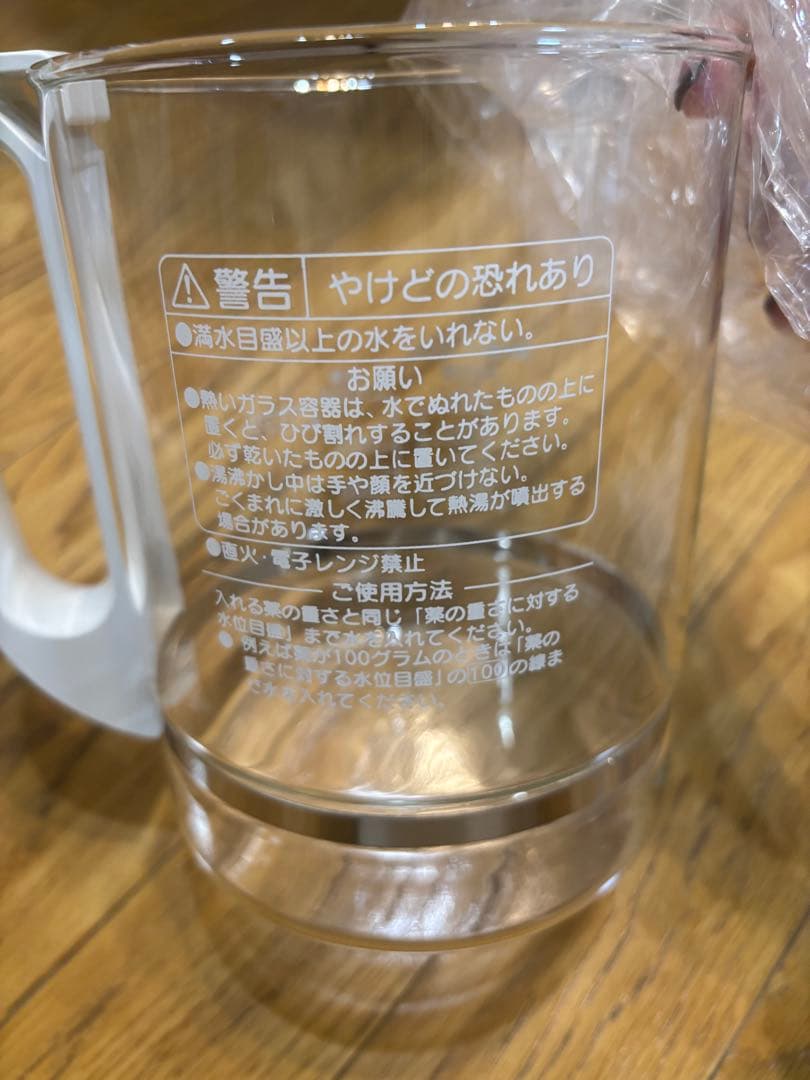 警告 やけどの恐れあり
●満水目盛以上の水をいれない。
お願い
●熱いガラス容器は、水でぬれたものの上に
置くと、ひび割れすることがあります。
必ず乾いたものの上に置いてください。
●湯沸かし中は手や顔を近づけない。
ごくまれに激しく沸騰して熱湯が噴出する
場合があります。
●直火・電子レンジ禁止
ご使用方法
入れる薬の重さと同じ「薬の重さに対する
水位目盛」まで水を入れてください。
● 例えば薬が100グラムのときは「薬の
重さに対する水位目盛」の100の線ま
で水を入れてください。